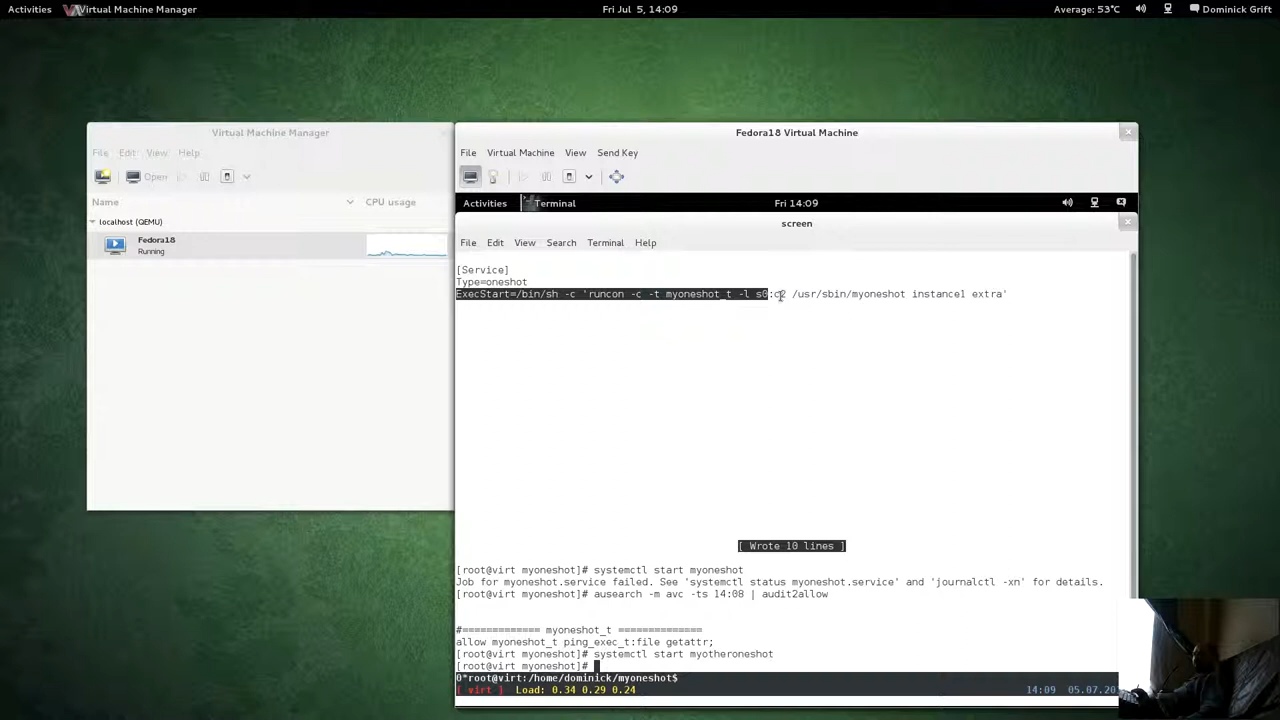 Activities Virtual Machine Manager Fri Jul 5, 14:09 Average: 53°C Dominick Grift
Virtual Machine Manager
File Edit View Help
Open
Name CPU usage
localhost (QEMU)
Fedora18
Running
Fedora18 Virtual Machine
File Virtual Machine View Send Key
Activities Terminal Fri 14:09
screen
File Edit View Search Terminal Help
[Service]
Type=oneshot
ExecStart=/bin/sh -c 'runcon -c -t myoneshot_t -l s0:c2 /usr/sbin/myoneshot instance1 extra'
[ Wrote 10 lines ]
[root@virt myoneshot]# systemctl start myoneshot
Job for myoneshot.service failed. See 'systemctl status myoneshot.service' and 'journalctl -xn' for details.
[root@virt myoneshot]# ausearch -m avc -ts 14:08 | audit2allow
#============= myoneshot_t ==============
allow myoneshot_t ping_exec_t:file getattr;
[root@virt myoneshot]# systemctl start myotheroneshot
[root@virt myoneshot]#
0*root@virt:/home/dominick/myoneshot$
[ virt ] Load: 0.34 0.29 0.24 14:09 05.07.20